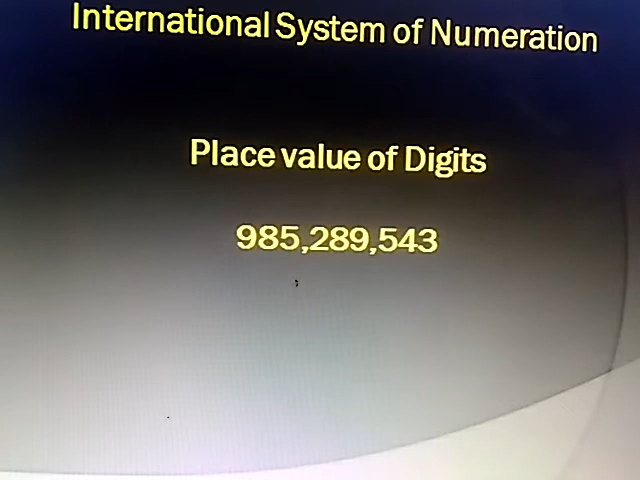 International System of Numeration
Place value of Digits
985,289,543